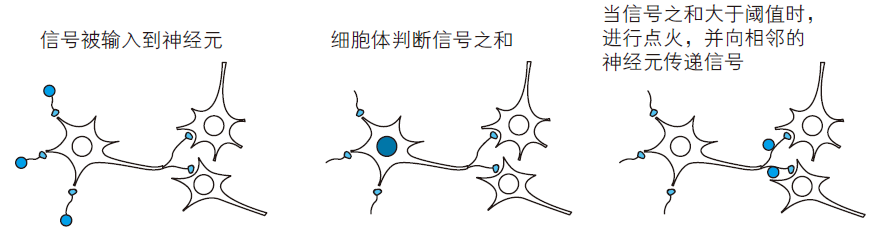 信号被输入到神经元
细胞体判断信号之和
当信号之和大于阈值时，
进行点火，并向相邻的
神经元传递信号